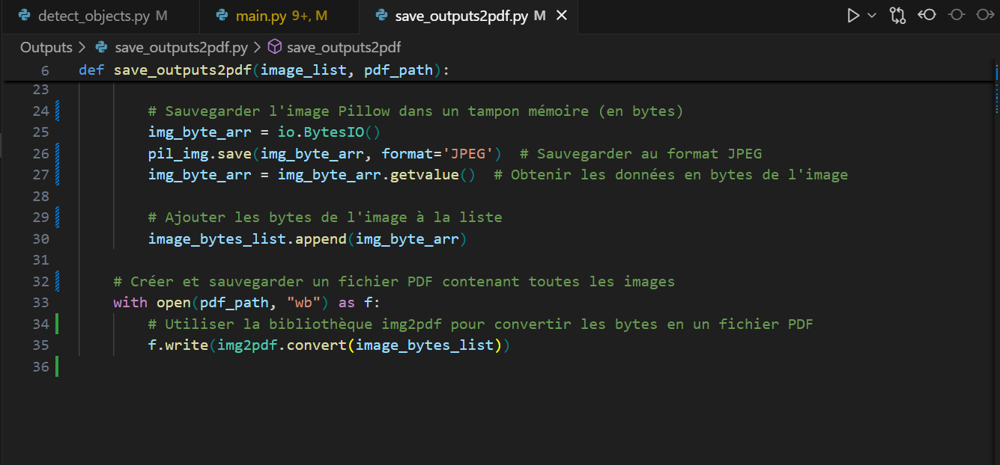 detect_objects.py M main.py 9+, M save_outputs2pdf.py M
Outputs > save_outputs2pdf.py > save_outputs2pdf
6 def save_outputs2pdf(image_list, pdf_path):
23
24 # Sauvegarder l'image Pillow dans un tampon mémoire (en bytes)
25 img_byte_arr = io.BytesIO()
26 pil_img.save(img_byte_arr, format='JPEG')  # Sauvegarder au format JPEG
27 img_byte_arr = img_byte_arr.getvalue()  # Obtenir les données en bytes de l'image
28
29 # Ajouter les bytes de l'image à la liste
30 image_bytes_list.append(img_byte_arr)
31
32 # Créer et sauvegarder un fichier PDF contenant toutes les images
33 with open(pdf_path, "wb") as f:
34 # Utiliser la bibliothèque img2pdf pour convertir les bytes en un fichier PDF
35 f.write(img2pdf.convert(image_bytes_list))
36